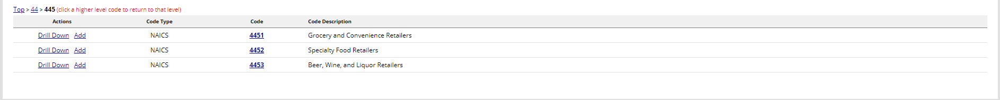 Top > 44 > 445 (click a higher level code to return to that level)
Actions Code Type Code Code Description
Drill Down Add NAICS 4451 Grocery and Convenience Retailers
Drill Down Add NAICS 4452 Specialty Food Retailers
Drill Down Add NAICS 4453 Beer, Wine, and Liquor Retailers